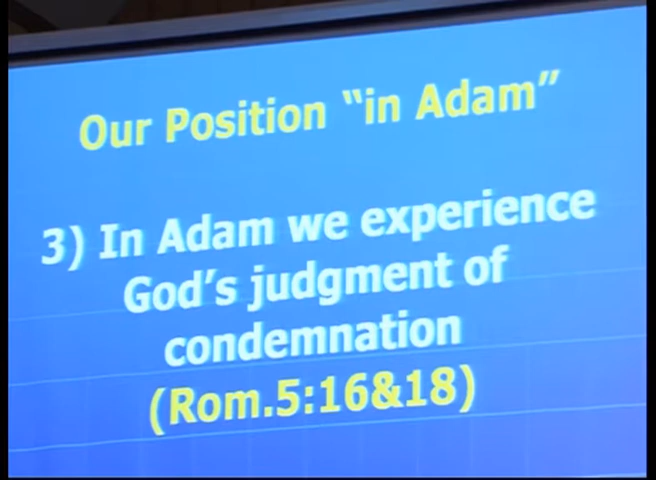 Our Position “in Adam”
3) In Adam we experience
God’s judgment of
condemnation
(Rom.5:16&18)